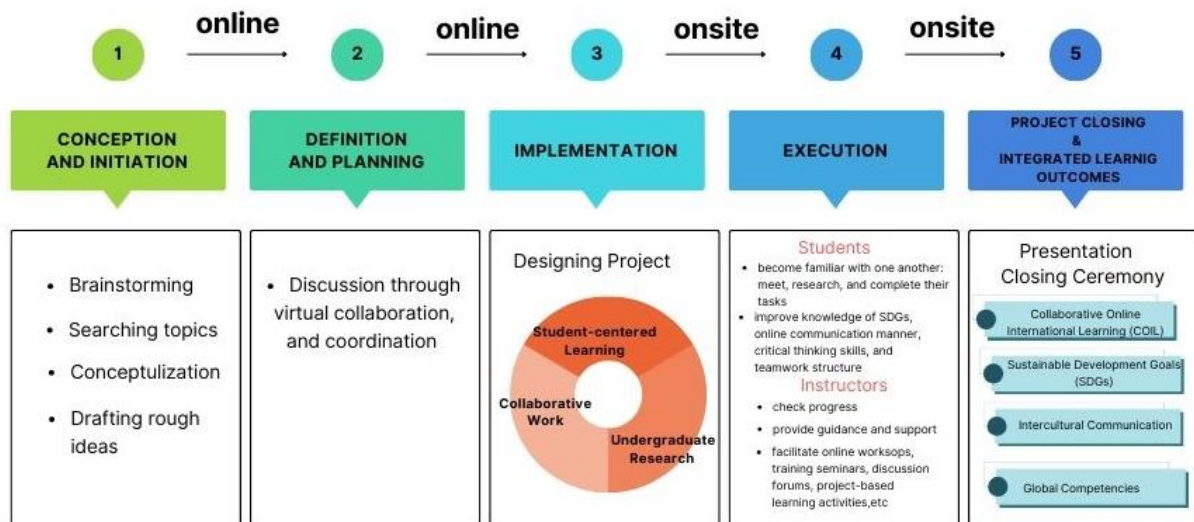 online
online
onsite
onsite
1
2
3
4
5
CONCEPTION
AND INITIATION
DEFINITION
AND PLANNING
IMPLEMENTATION
EXECUTION
PROJECT CLOSING
&
INTEGRATED LEARNIG
OUTCOMES
• Brainstorming
• Searching topics
• Conceptulization
• Drafting rough
ideas
• Discussion through
virtual collaboration,
and coordination
Designing Project
Student-centered
Learning
Collaborative
Work
Undergraduate
Research
Students
• become familiar with one another:
meet, research, and complete their
tasks
• improve knowledge of SDGs,
online communication manner,
critical thinking skills, and
teamwork structure
Instructors
• check progress
• provide guidance and support
• facilitate online worksops,
training seminars, discussion
forums, project-based
learning activities,etc
Presentation
Closing Ceremony
Collaborative Online
International Learning (COIL)
Sustainable Development Goals
(SDGs)
Intercultural Communication
Global Competencies